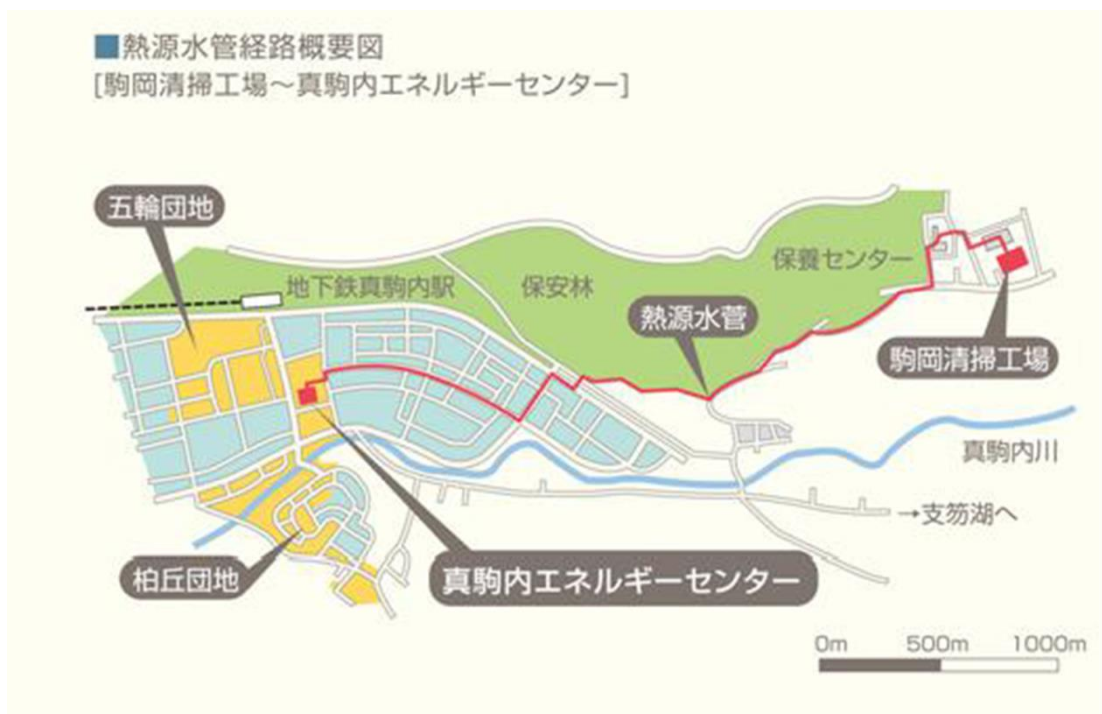 ■熱源水管経路概要図
[駒岡清掃工場～真駒内エネルギーセンター]
五輪団地
地下鉄真駒内駅
保安林
保養センター
熱源水菅
駒岡清掃工場
真駒内川
→支笏湖へ
柏丘団地
真駒内エネルギーセンター
0m 500m 1000m